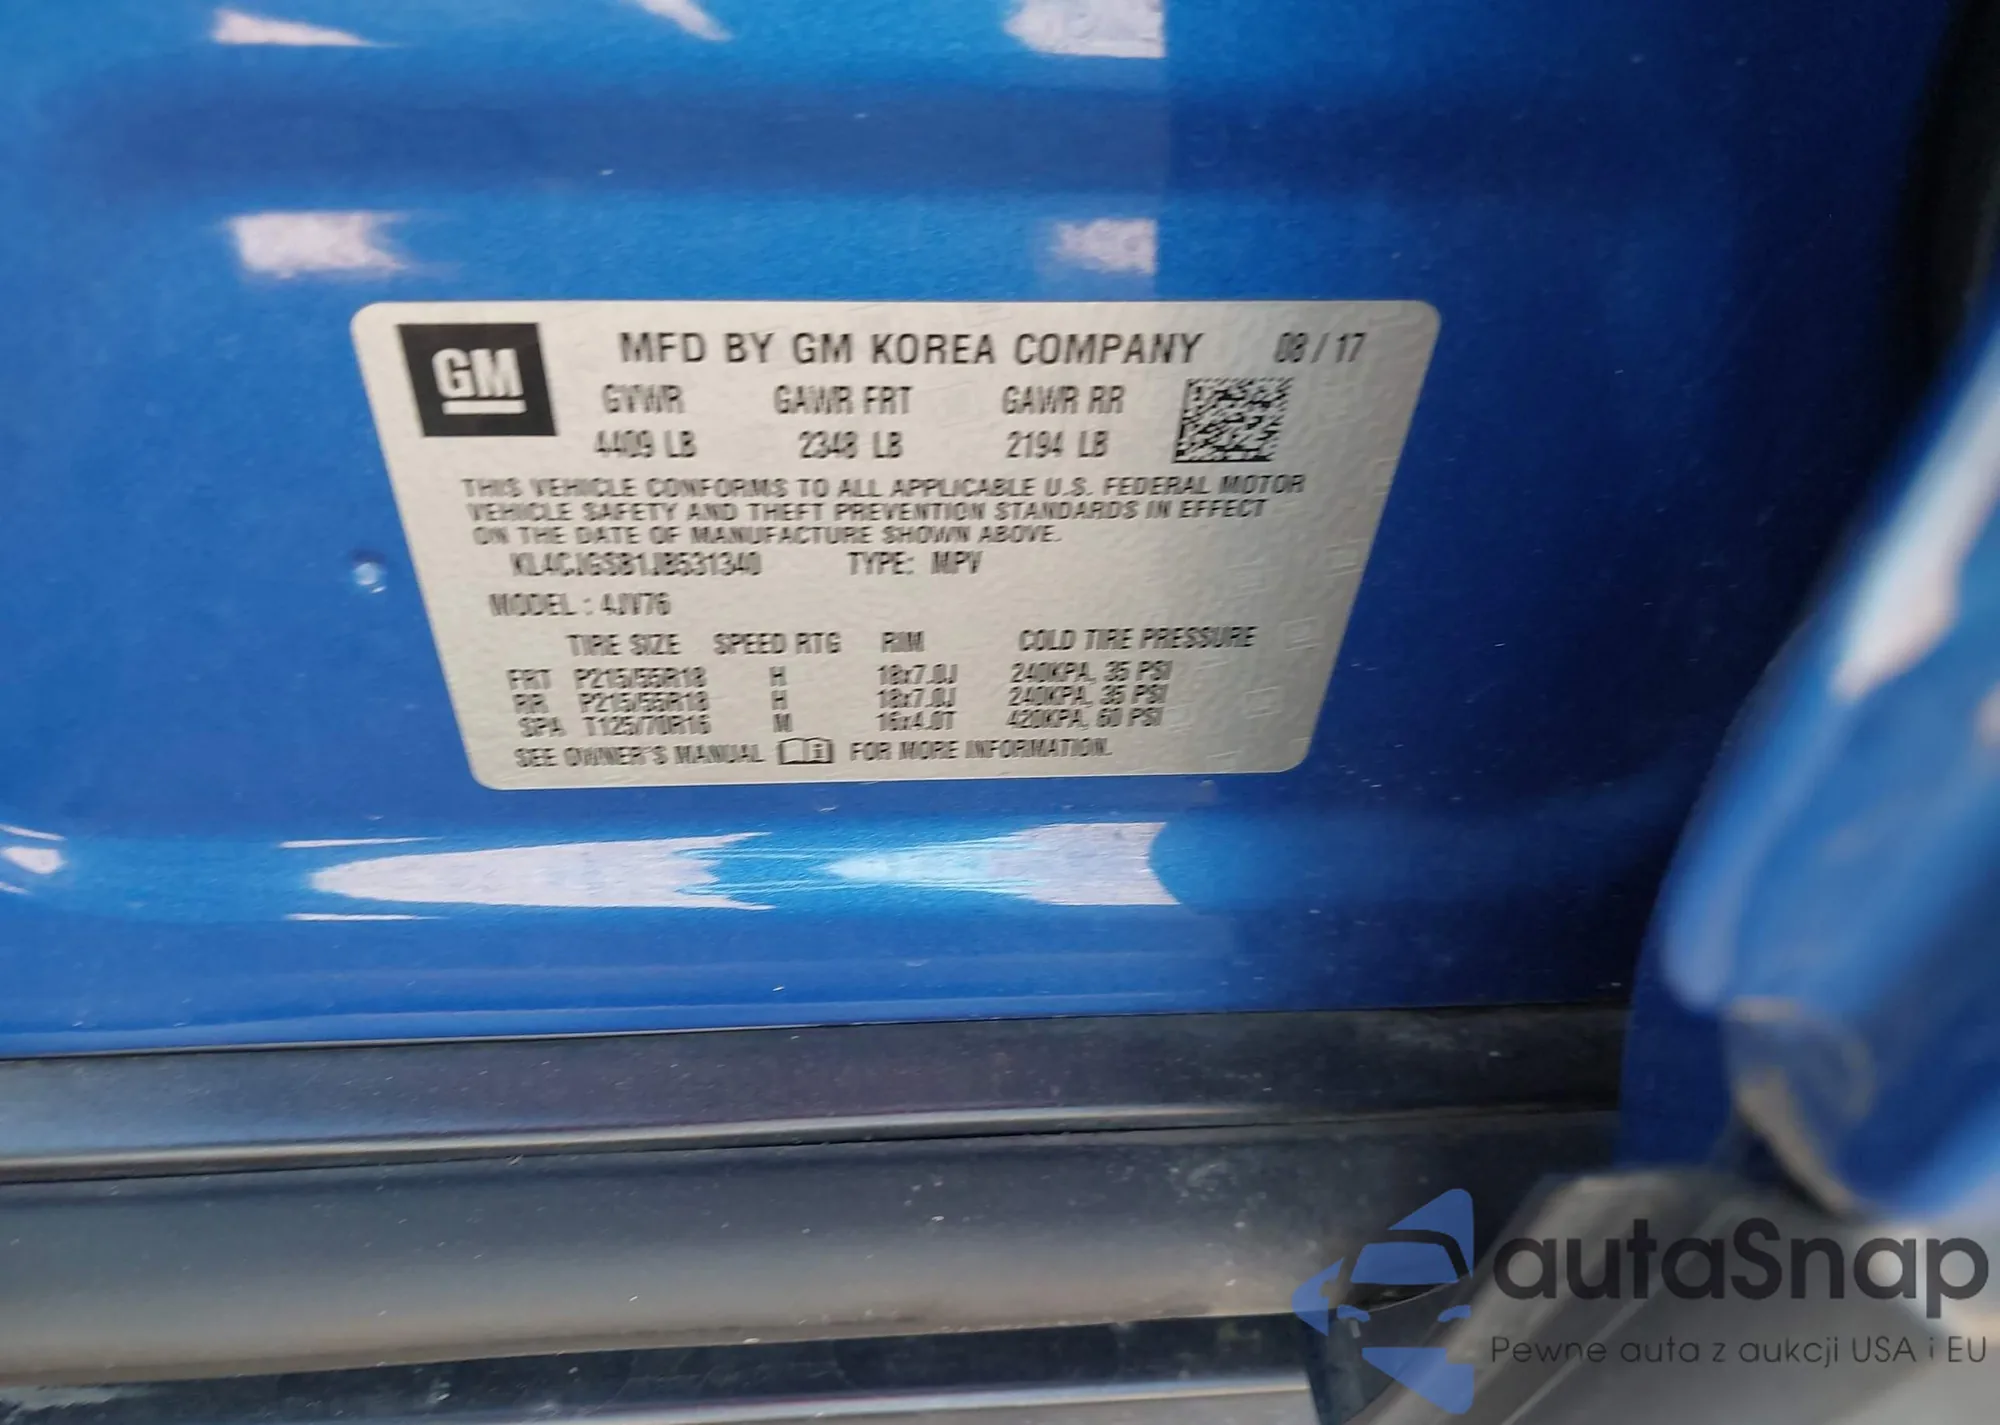 GM
MFD BY GM KOREA COMPANY 08/17
GVWR GAWR FRT GAWR RR
4409 LB 2348 LB 2194 LB
THIS VEHICLE CONFORMS TO ALL APPLICABLE U.S. FEDERAL MOTOR
VEHICLE SAFETY AND THEFT PREVENTION STANDARDS IN EFFECT
ON THE DATE OF MANUFACTURE SHOWN ABOVE.
KL4CJGSB1JB531340 TYPE: MPV
MODEL : 4JV76
TIRE SIZE SPEED RTG RIM COLD TIRE PRESSURE
FRT P215/55R18 H 18x7.0J 240KPA, 35 PSI
RR P215/55R18 H 18x7.0J 240KPA, 35 PSI
SPA T125/70R16 M 16x4.0T 420KPA, 60 PSI
SEE OWNER'S MANUAL FOR MORE INFORMATION.
autaSnap
Pewne auta z aukcji USA i EU